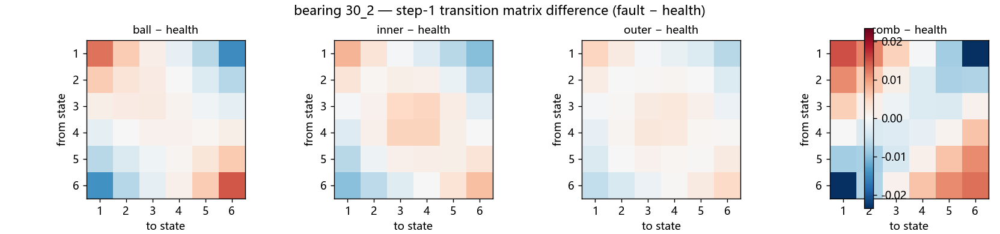 bearing 30_2 — step-1 transition matrix difference (fault − health)
ball − health
from state
1
2
3
4
5
6
1 2 3 4 5 6
to state
inner − health
from state
1
2
3
4
5
6
1 2 3 4 5 6
to state
outer − health
from state
1
2
3
4
5
6
1 2 3 4 5 6
to state
comb − health
from state
1
2
3
4
5
6
1 2 3 4 5 6
to state
0.02
0.01
0.00
-0.01
-0.02